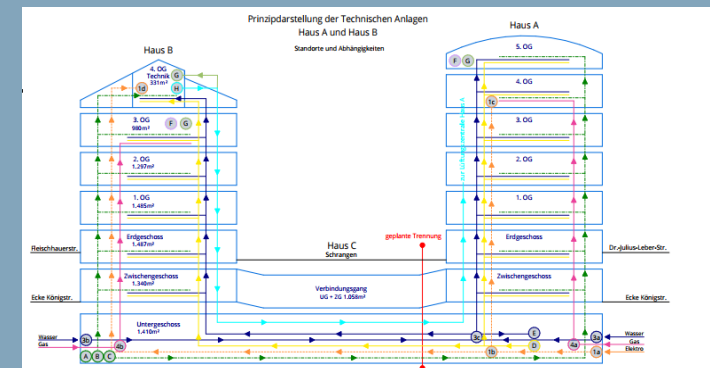 Prinzipdarstellung der Technischen Anlagen
Haus A und Haus B
Standorte und Abhängigkeiten
Haus B
Haus A
4. OG
Technik
331m²
G
H
1d
3. OG
980m²
F G
2. OG
1.297m²
1. OG
1.485m²
Erdgeschoss
1.487m²
Zwischengeschoss
1.340m²
Untergeschoss
1.410m²
Fleischhauerstr.
Ecke Königstr.
Wasser
Gas
3b
4b
A B C
Haus C
Schrangen
Verbindungsgang
UG + ZG 1.058m²
geplante Trennung
zur Lüftungszentrale Haus A
5. OG
F G
4. OG
1c
3. OG
2. OG
1. OG
Erdgeschoss
Zwischengeschoss
Dr.-Julius-Leber-Str.
Ecke Königstr.
3c
E
D
1b
4a
3a
1a
Wasser
Gas
Elektro